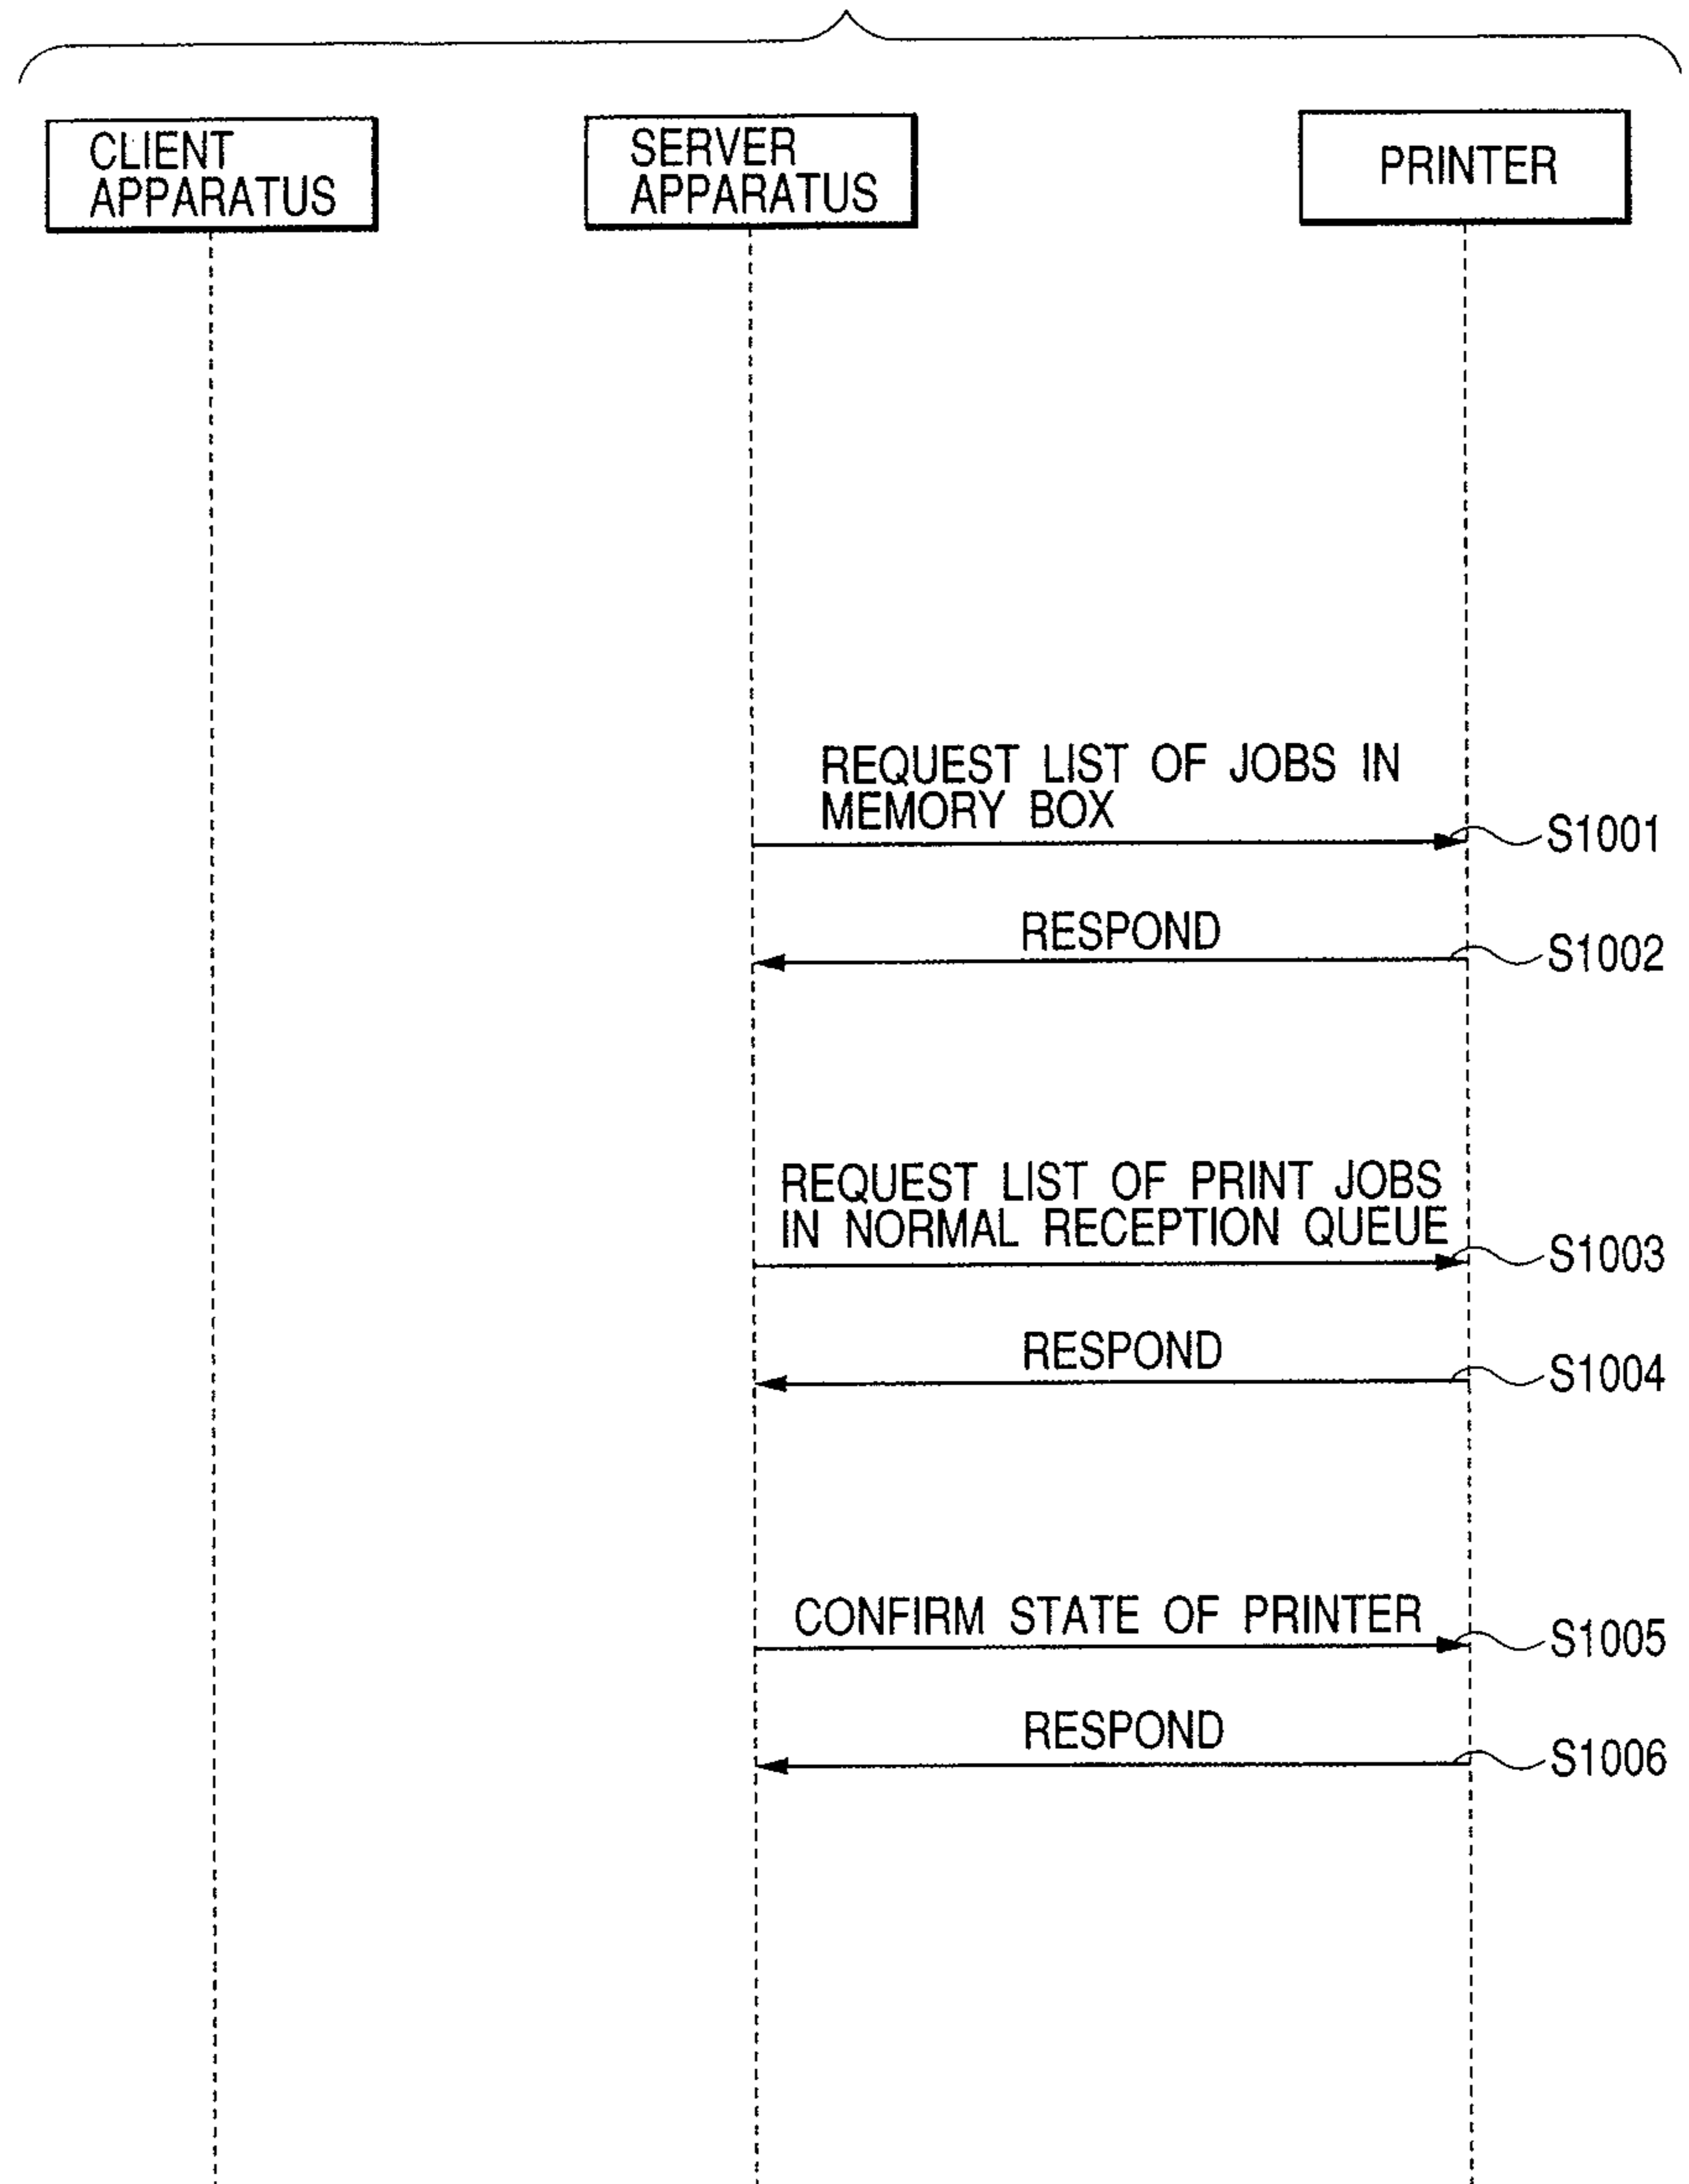 CLIENT
APPARATUS
SERVER
APPARATUS
PRINTER
REQUEST LIST OF JOBS IN
MEMORY BOX
S1001
RESPOND
S1002
REQUEST LIST OF PRINT JOBS
IN NORMAL RECEPTION QUEUE
S1003
RESPOND
S1004
CONFIRM STATE OF PRINTER
S1005
RESPOND
S1006